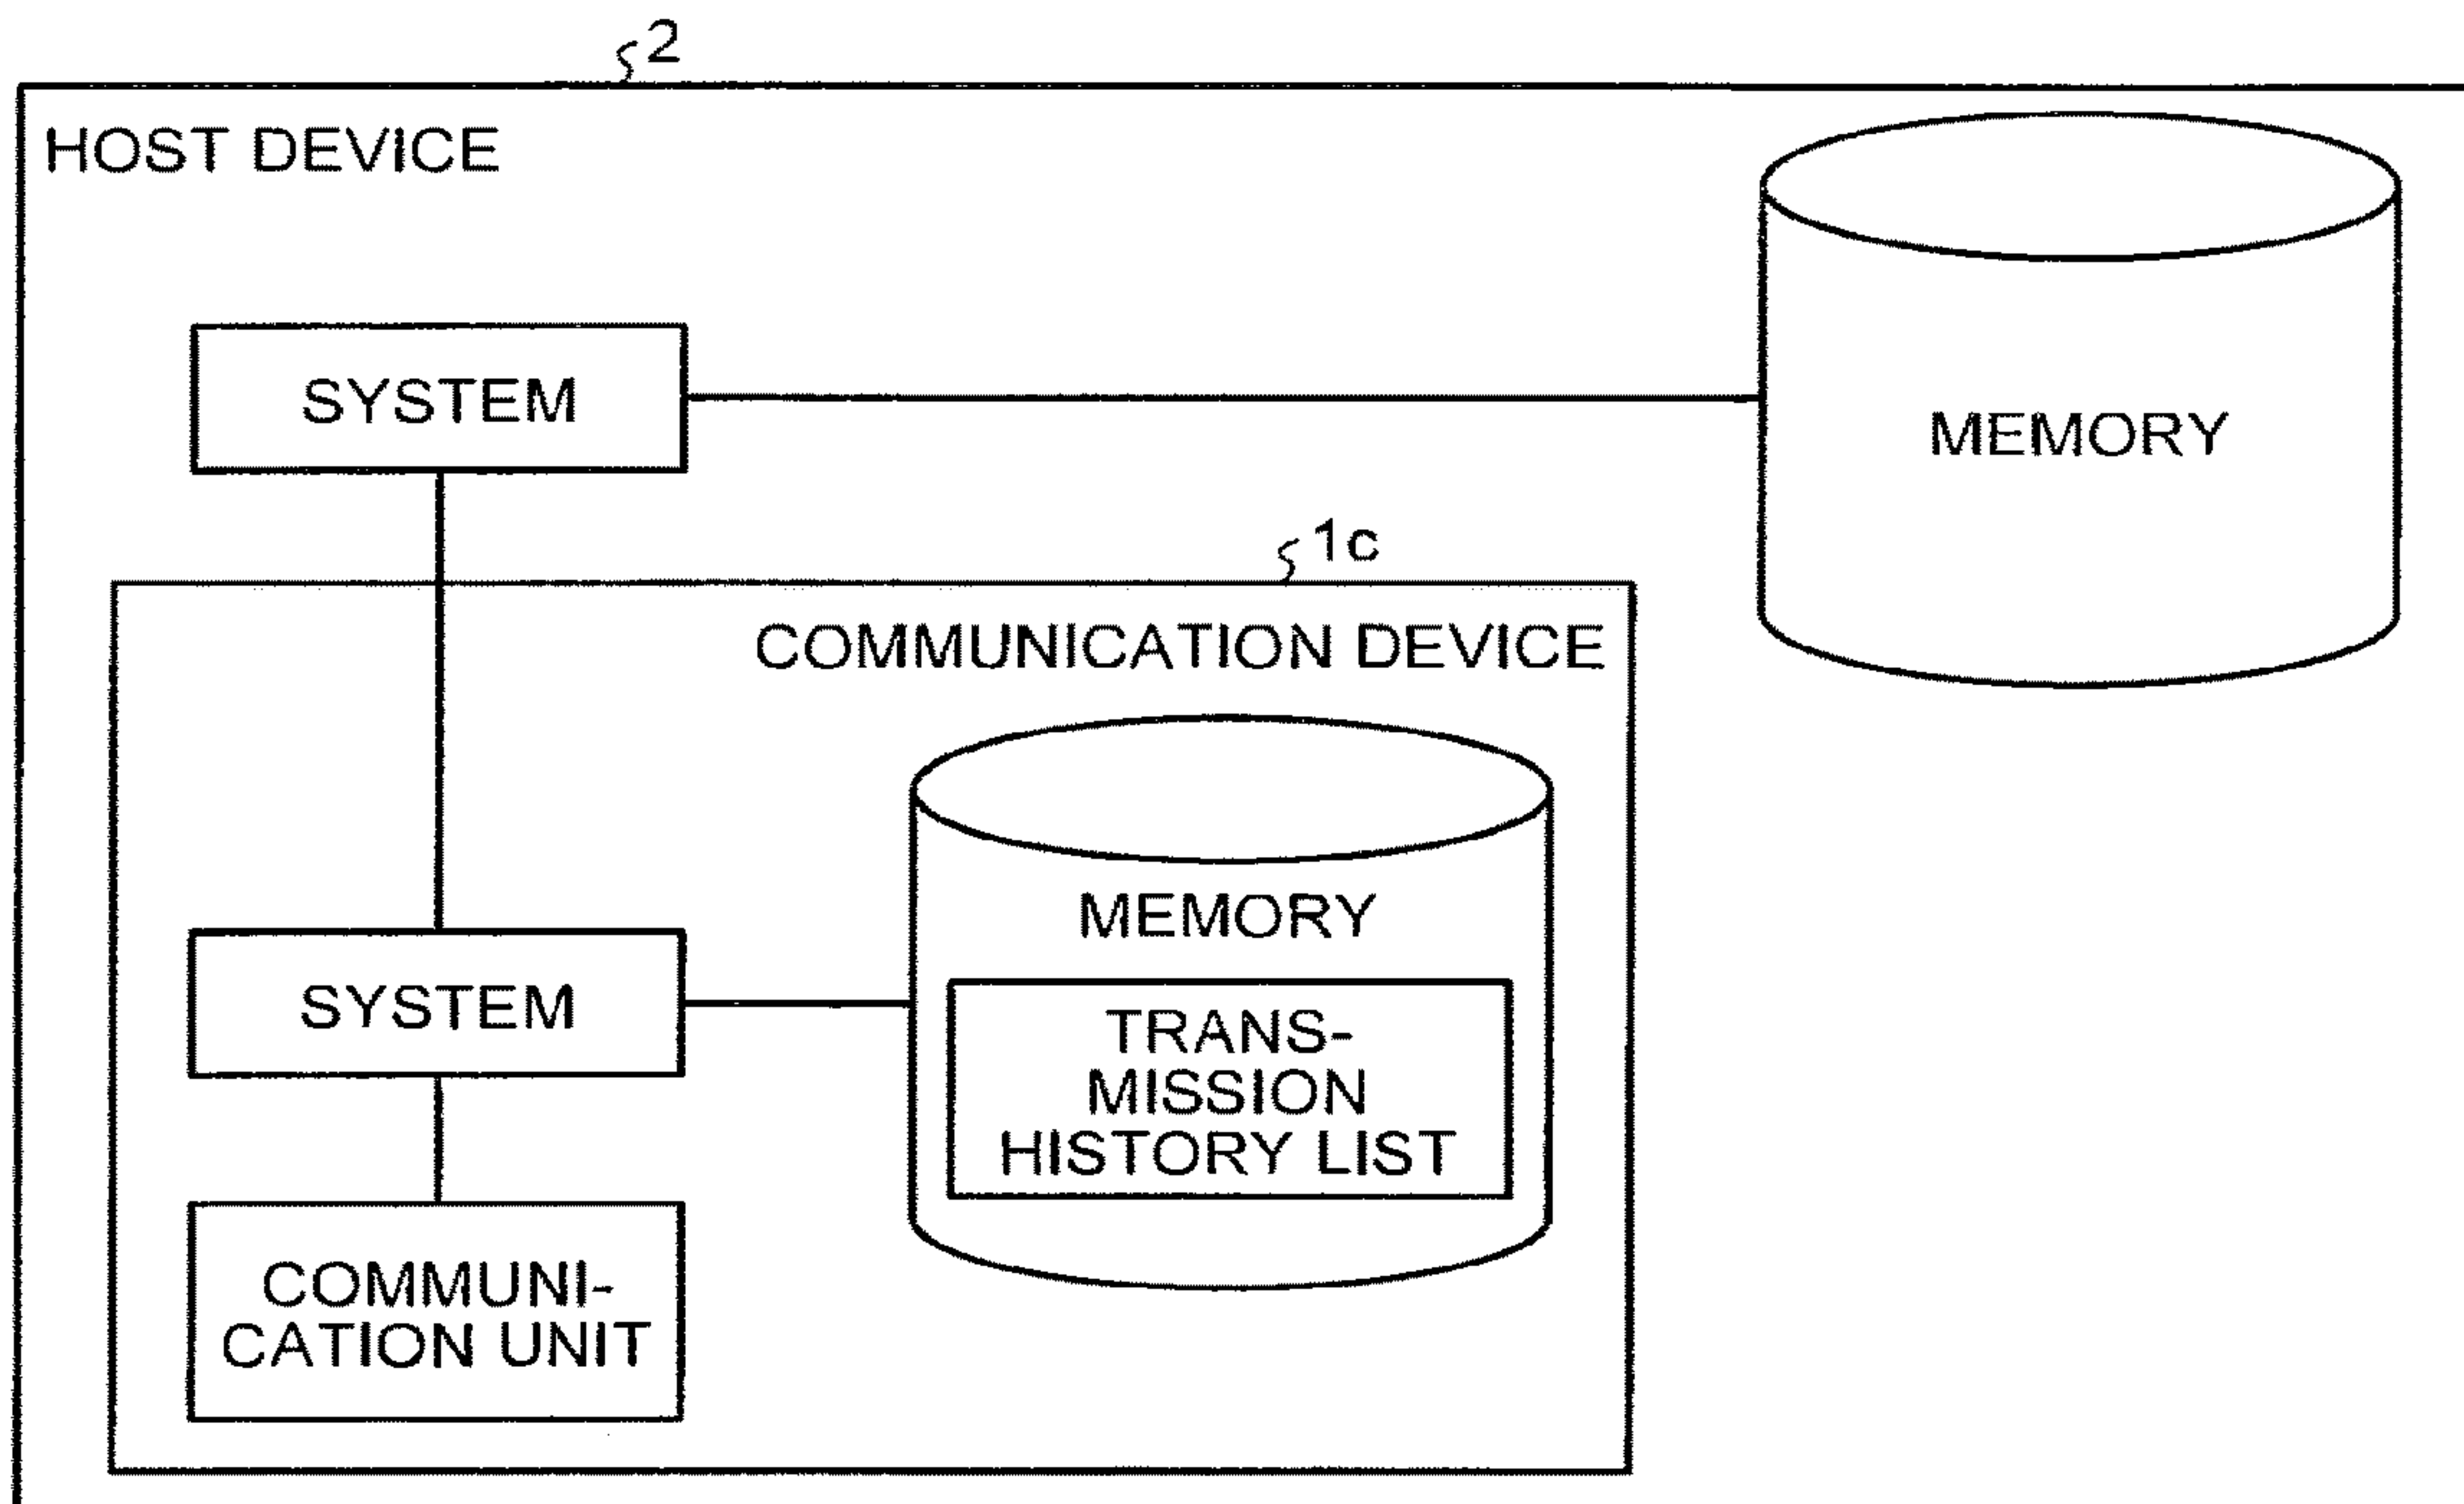 2
HOST DEVICE
SYSTEM
MEMORY
1c
COMMUNICATION DEVICE
MEMORY
SYSTEM
TRANS-
MISSION
HISTORY LIST
COMMUNI-
CATION UNIT